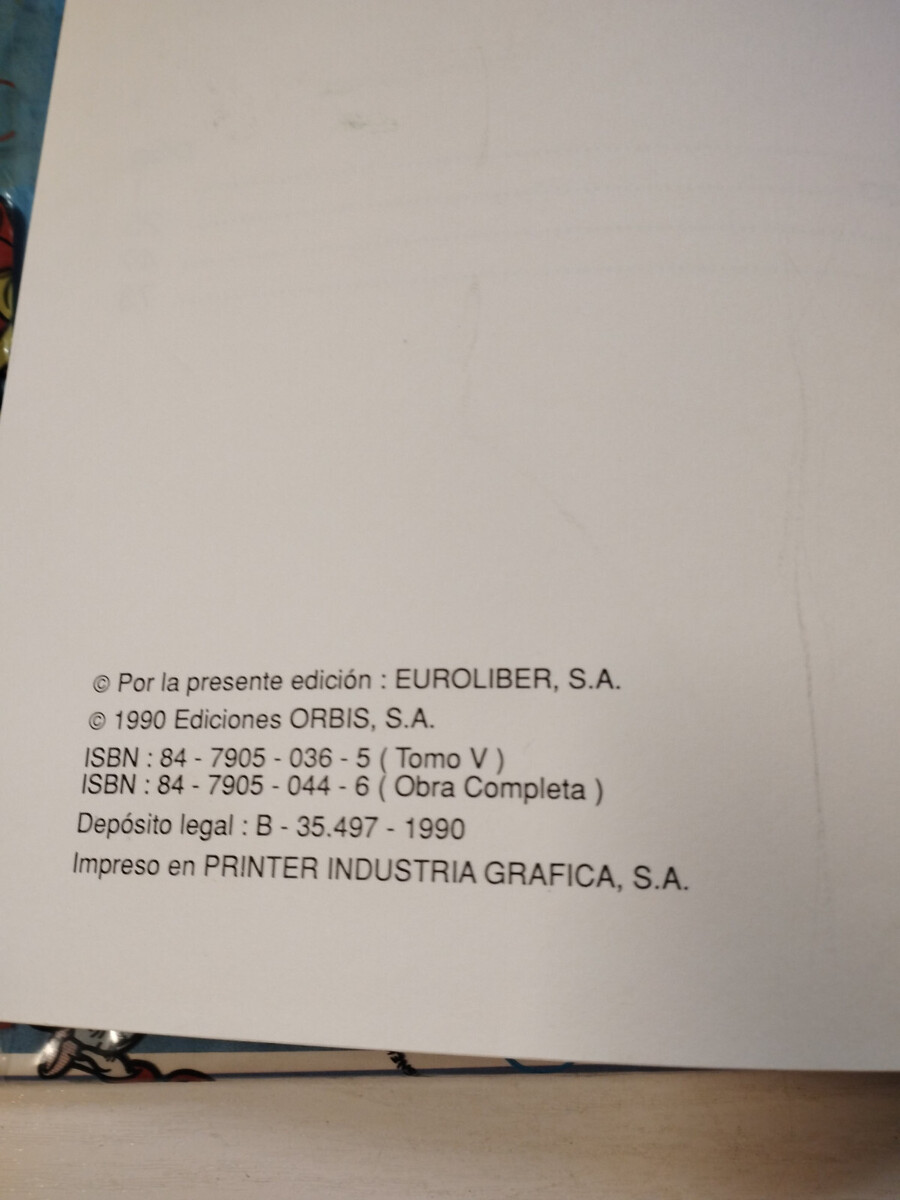 © Por la presente edición : EUROLIBER, S.A.
© 1990 Ediciones ORBIS, S.A.
ISBN : 84 - 7905 - 036 - 5 ( Tomo V )
ISBN : 84 - 7905 - 044 - 6 ( Obra Completa )
Depósito legal : B - 35.497 - 1990
Impreso en PRINTER INDUSTRIA GRAFICA, S.A.